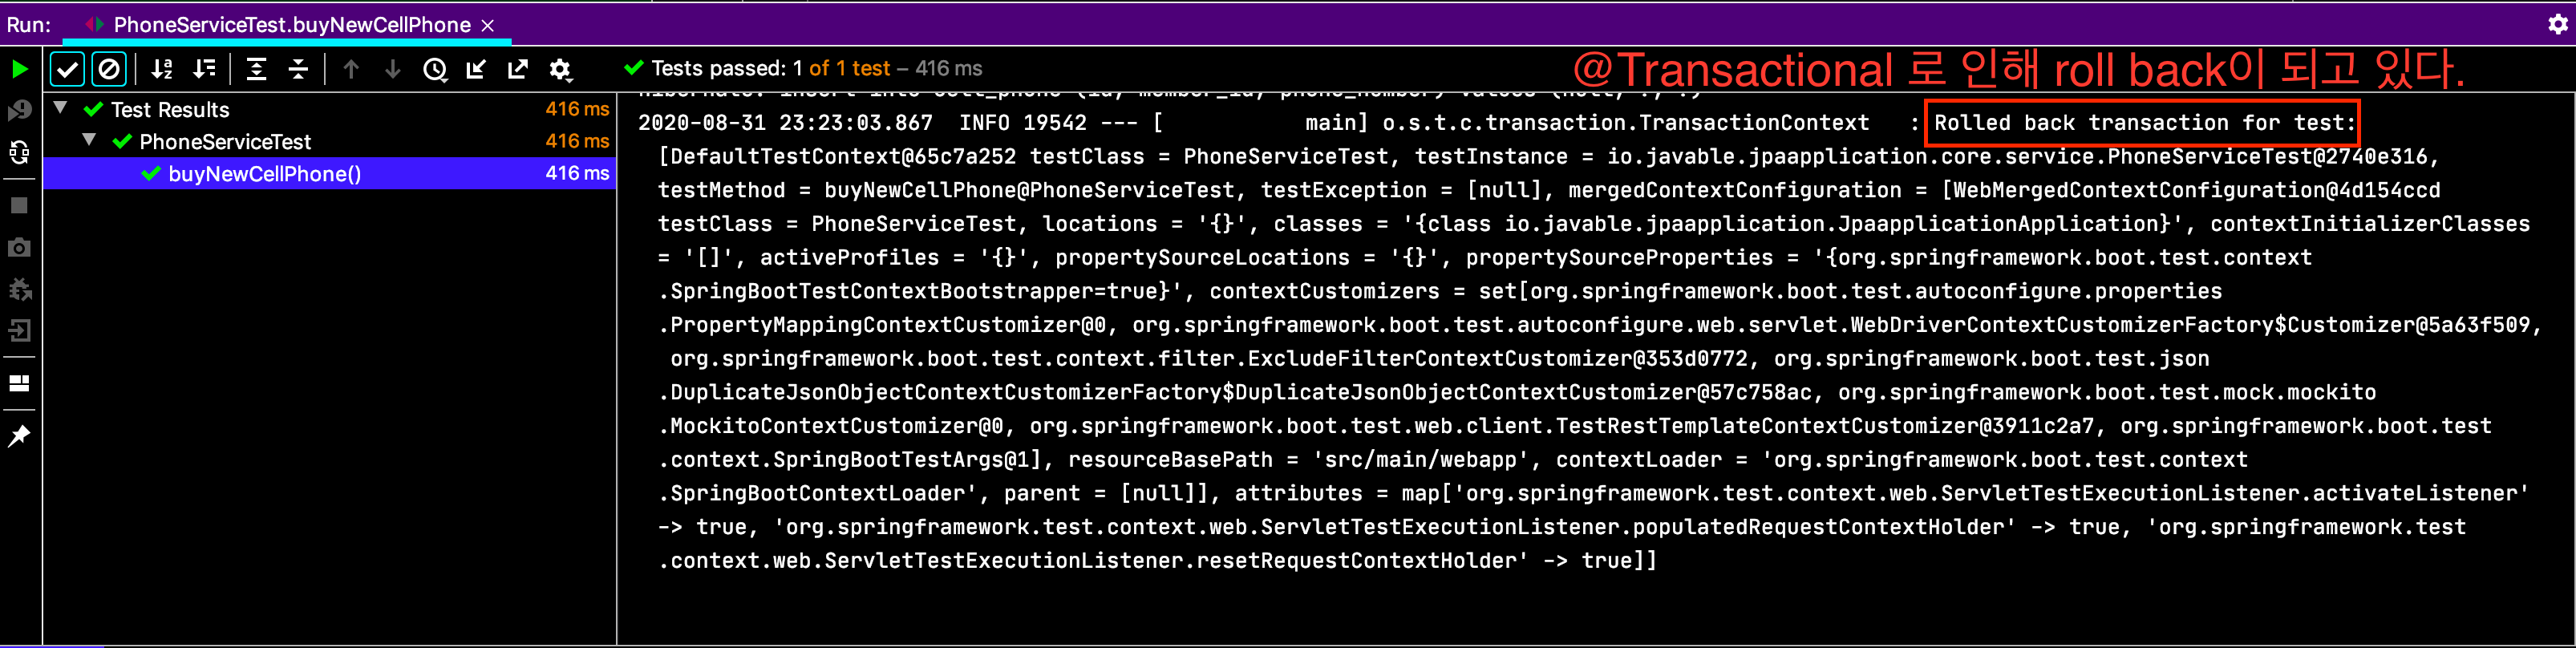 Run: PhoneServiceTest.buyNewCellPhone ×
Tests passed: 1 of 1 test – 416 ms
@Transactional 로 인해 roll back이 되고 있다.
Test Results 416 ms
PhoneServiceTest 416 ms
buyNewCellPhone() 416 ms
2020-08-31 23:23:03.867 INFO 19542 --- [ main] o.s.t.c.transaction.TransactionContext : Rolled back transaction for test:
[DefaultTestContext@65c7a252 testClass = PhoneServiceTest, testInstance = io.javable.jpaapplication.core.service.PhoneServiceTest@2740e316,
testMethod = buyNewCellPhone@PhoneServiceTest, testException = [null], mergedContextConfiguration = [WebMergedContextConfiguration@4d154ccd
testClass = PhoneServiceTest, locations = '{}', classes = '{class io.javable.jpaapplication.JpaapplicationApplication}', contextInitializerClasses
= '[]', activeProfiles = '{}', propertySourceLocations = '{}', propertySourceProperties = '{org.springframework.boot.test.context
.SpringBootTestContextBootstrapper=true}', contextCustomizers = set[org.springframework.boot.test.autoconfigure.properties
.PropertyMappingContextCustomizer@0, org.springframework.boot.test.autoconfigure.web.servlet.WebDriverContextCustomizerFactory$Customizer@5a63f509,
org.springframework.boot.test.context.filter.ExcludeFilterContextCustomizer@353d0772, org.springframework.boot.test.json
.DuplicateJsonObjectContextCustomizerFactory$DuplicateJsonObjectContextCustomizer@57c758ac, org.springframework.boot.test.mock.mockito
.MockitoContextCustomizer@0, org.springframework.boot.test.web.client.TestRestTemplateContextCustomizer@3911c2a7, org.springframework.boot.test
.context.SpringBootTestArgs@1], resourceBasePath = 'src/main/webapp', contextLoader = 'org.springframework.boot.test.context
.SpringBootContextLoader', parent = [null]], attributes = map['org.springframework.test.context.web.ServletTestExecutionListener.activateListener'
-> true, 'org.springframework.test.context.web.ServletTestExecutionListener.populatedRequestContextHolder' -> true, 'org.springframework.test
.context.web.ServletTestExecutionListener.resetRequestContextHolder' -> true]]